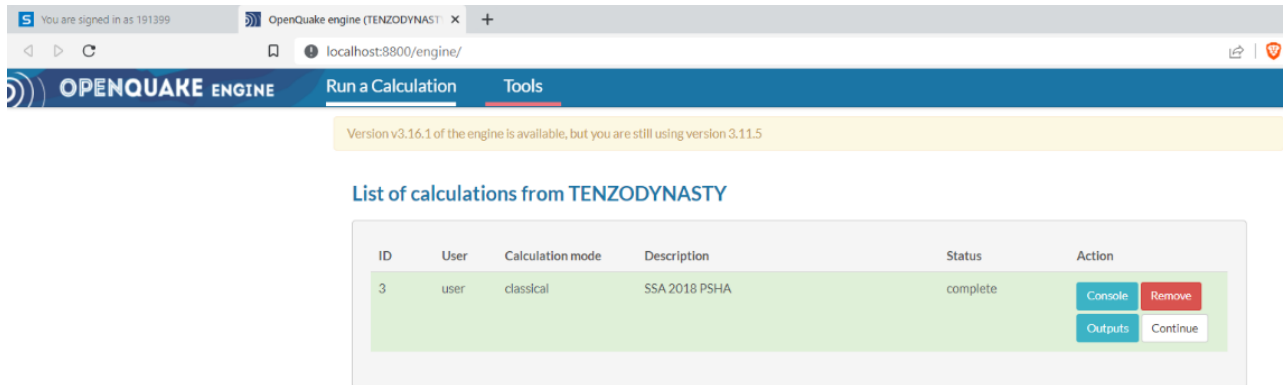 You are signed in as 191399
OpenQuake engine (TENZODYNAST
localhost:8800/engine/
OPENQUAKE ENGINE Run a Calculation Tools
Version v3.16.1 of the engine is available, but you are still using version 3.11.5
List of calculations from TENZODYNASTY
ID User Calculation mode Description Status Action
3 user classical SSA 2018 PSHA complete Console Remove
Outputs Continue